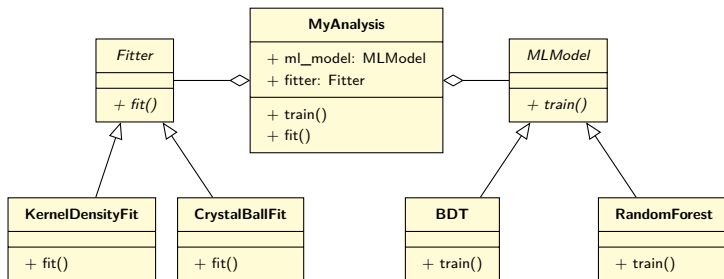 MyAnalysis
+ ml_model: MLModel
+ fitter: Fitter
+ train()
+ fit()
Fitter
+ fit()
MLModel
+ train()
KernelDensityFit
+ fit()
CrystalBallFit
+ fit()
BDT
+ train()
RandomForest
+ train()